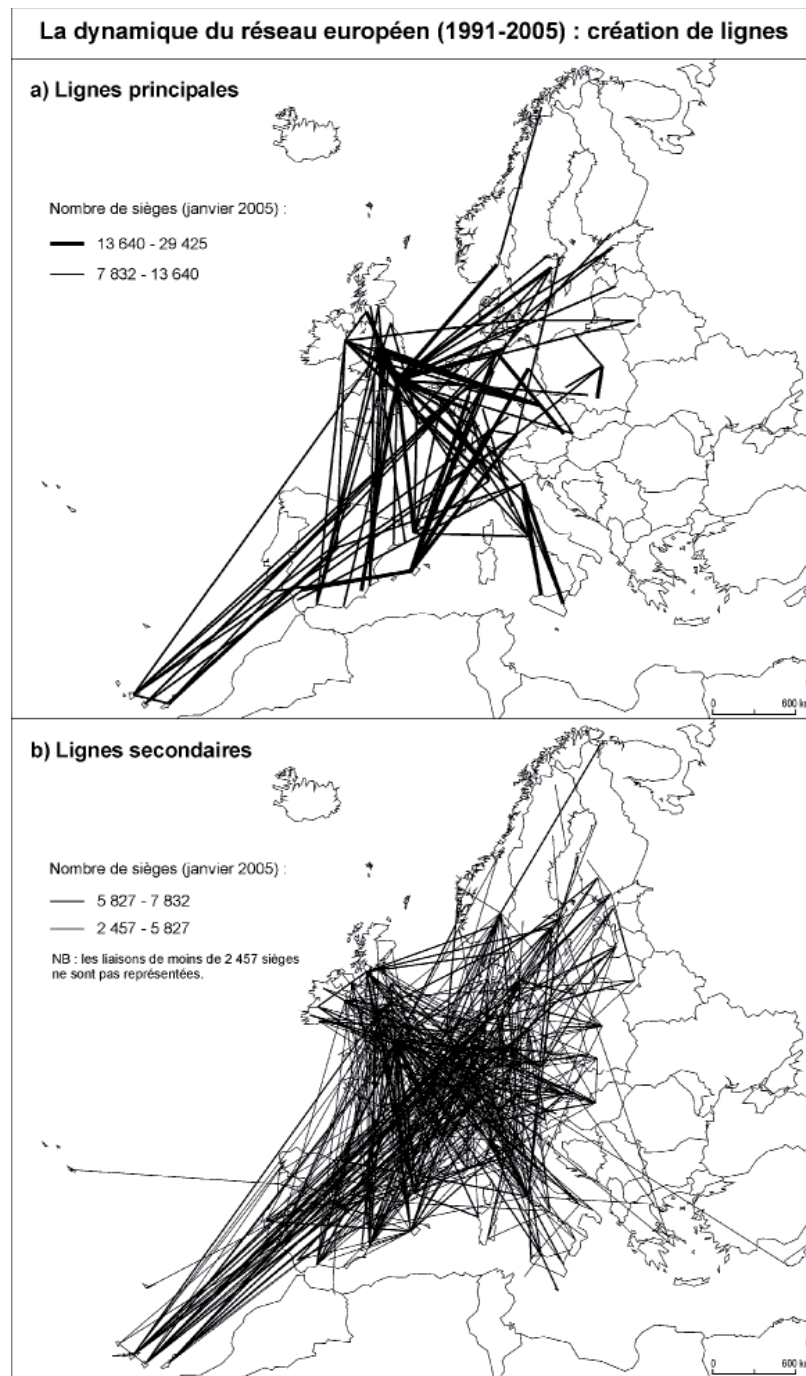 La dynamique du réseau européen (1991-2005) : création de lignes
a) Lignes principales
Nombre de sièges (janvier 2005) :
13 640 - 29 425
7 832 - 13 640
0 600 km
b) Lignes secondaires
Nombre de sièges (janvier 2005) :
5 827 - 7 832
2 457 - 5 827
NB : les liaisons de moins de 2 457 sièges
ne sont pas représentées.
0 600 km